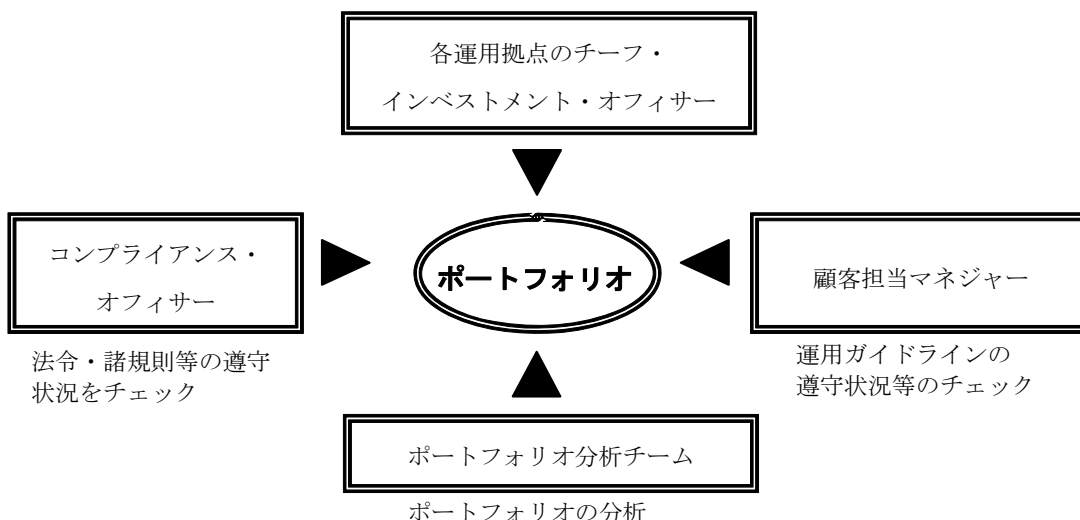 各運用拠点のチーフ・
インベストメント・オフィサー
コンプライアンス・
オフィサー
法令・諸規則等の遵守
状況をチェック
ポートフォリオ
顧客担当マネジャー
運用ガイドラインの
遵守状況等のチェック
ポートフォリオ分析チーム
ポートフォリオの分析